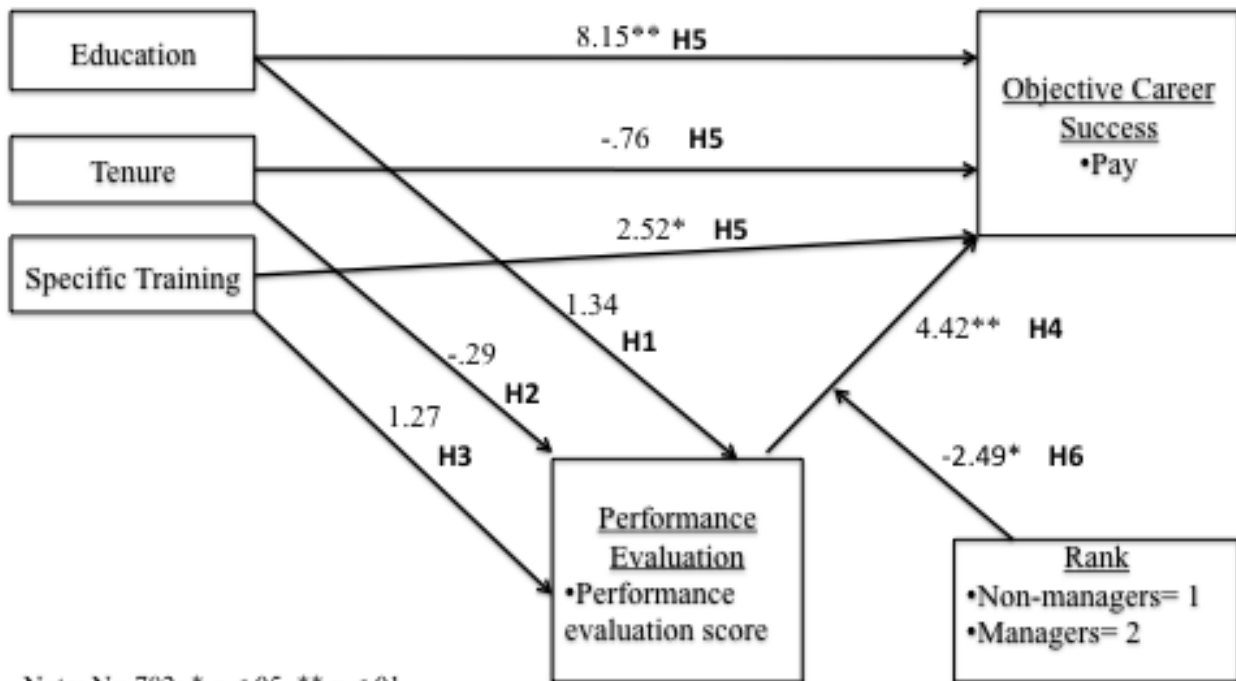 Education
8.15** H5
Objective Career
Success
•Pay
Tenure
-.76 H5
Specific Training
2.52* H5
1.34
H1
4.42** H4
-.29
H2
1.27
H3
-2.49* H6
Performance
Evaluation
•Performance
evaluation score
Rank
•Non-managers= 1
•Managers= 2